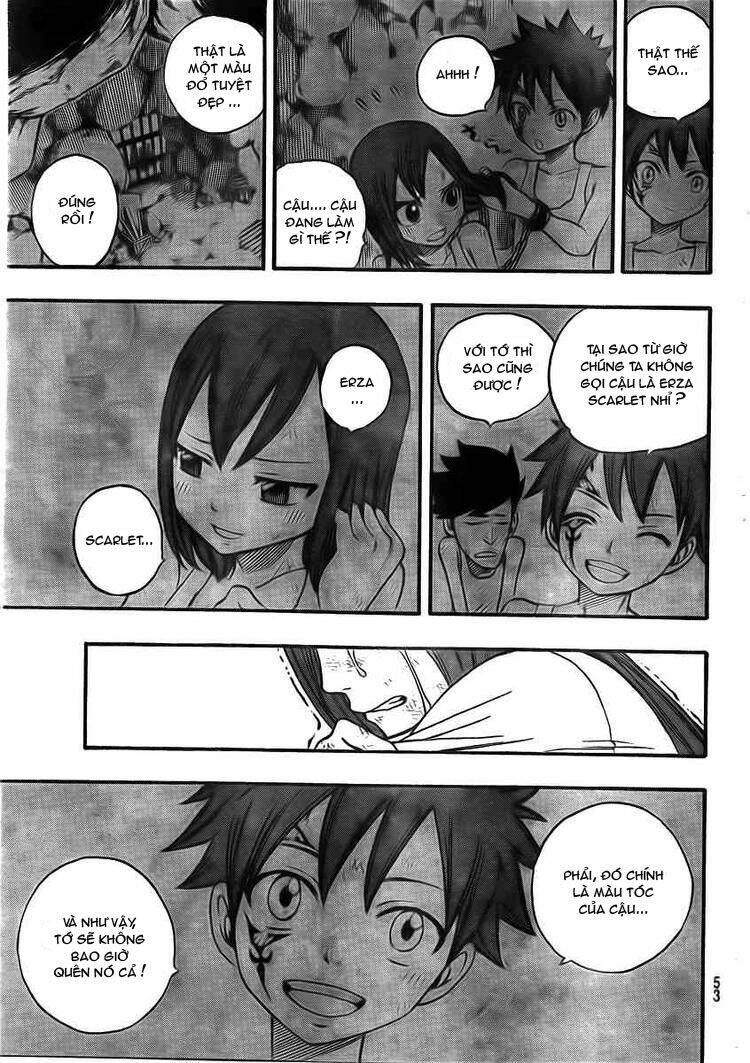 THẬT THẾ
SAO...
AHHH !
CẬU.... CẬU
ĐANG LÀM
GÌ THẾ ?!
THẬT LÀ
MỘT MÀU
ĐỎ TUYỆT
ĐẸP ...
ĐÚNG
RỒI !
TẠI SAO TỪ GIỜ
CHÚNG TA KHÔNG
GỌI CẬU LÀ ERZA
SCARLET NHỈ ?
VỚI TỚ THÌ
SAO CŨNG
ĐƯỢC !
ERZA
...
SCARLET...
PHẢI, ĐÓ CHÍNH
LÀ MÀU TÓC
CỦA CẬU...
VÀ NHƯ VẬY,
TỚ SẼ KHÔNG
BAO GIỜ
QUÊN NÓ CẢ !
53